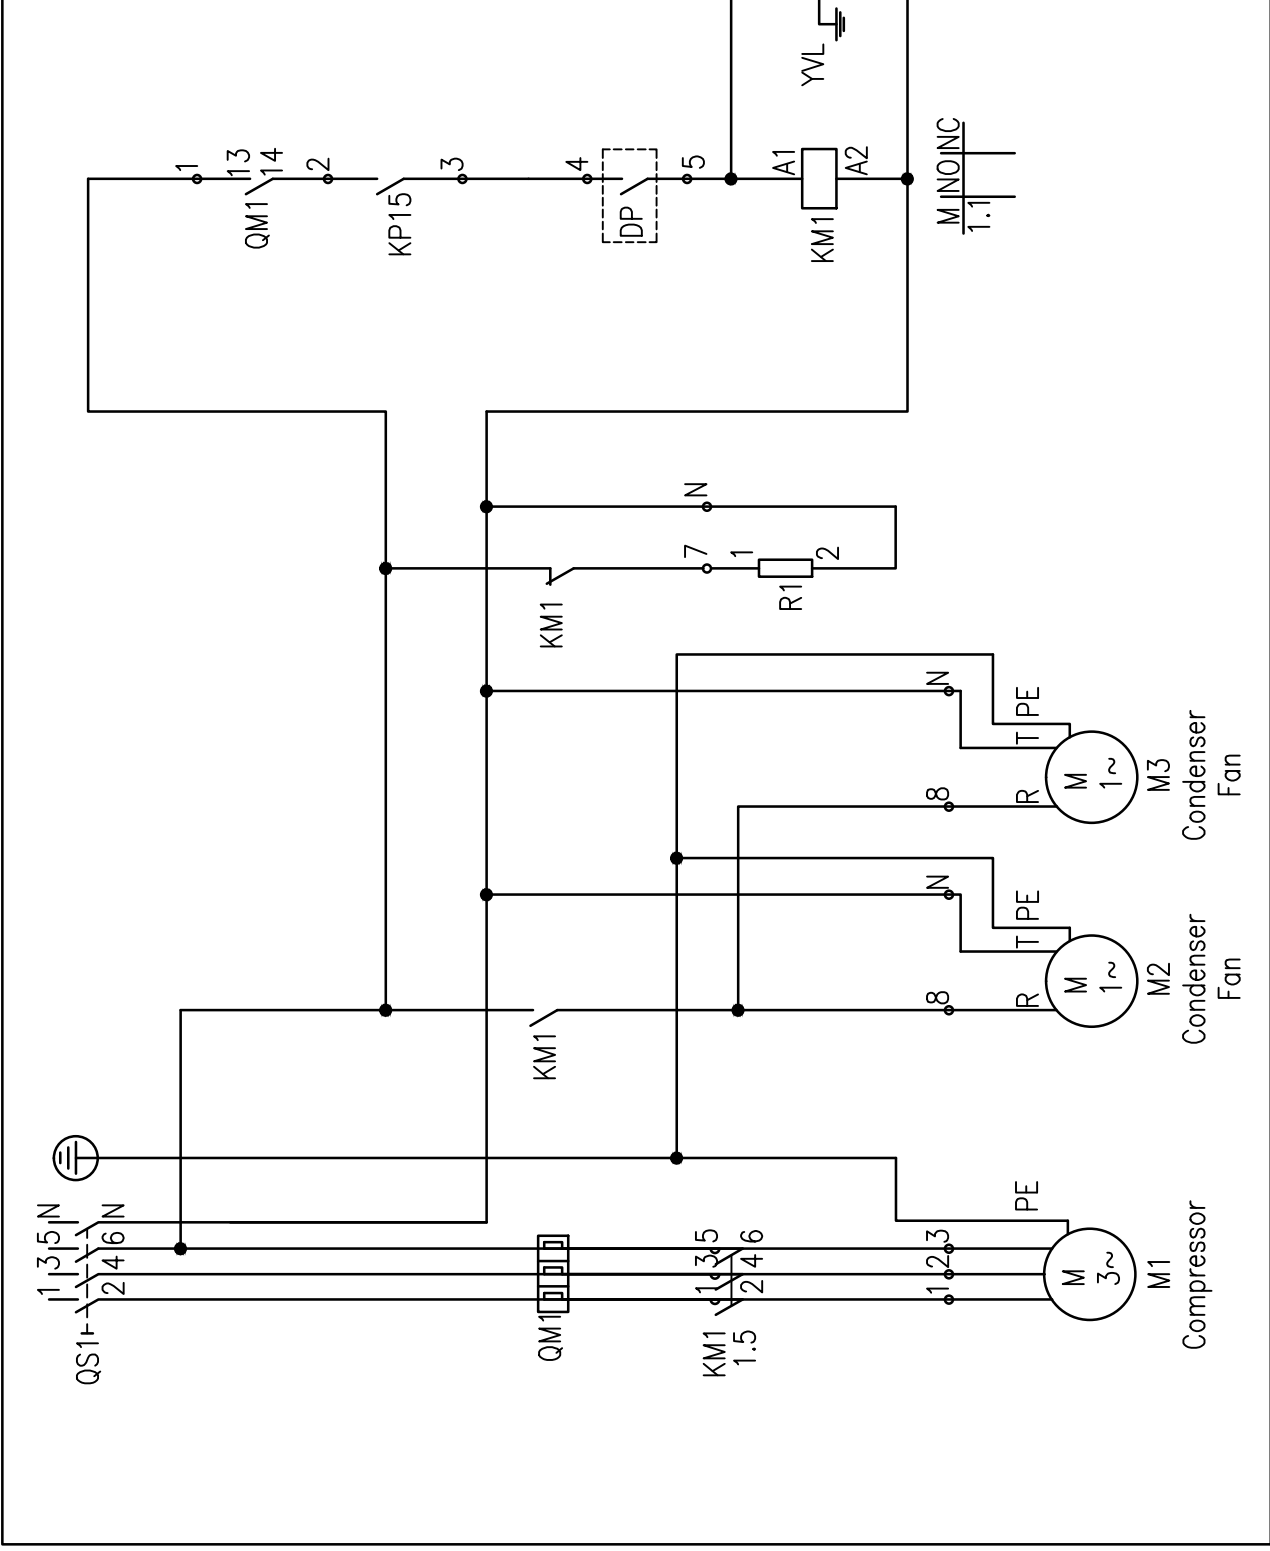 QS1
1 3 5 N
2 4 6 N
QM1
KM1
1.5
1 3 5
2 4 6
1 2 3
PE
M
3~
M1
Compressor
KM1
8
N
R
T
PE
M
1~
M2
Condenser
Fan
8
N
R
T
PE
M
1~
M3
Condenser
Fan
KM1
7
N
1
R1
2
1
13
QM1
14
2
KP15
3
4
DP
5
A1
KM1
A2
YVL
M NO NC
1.1